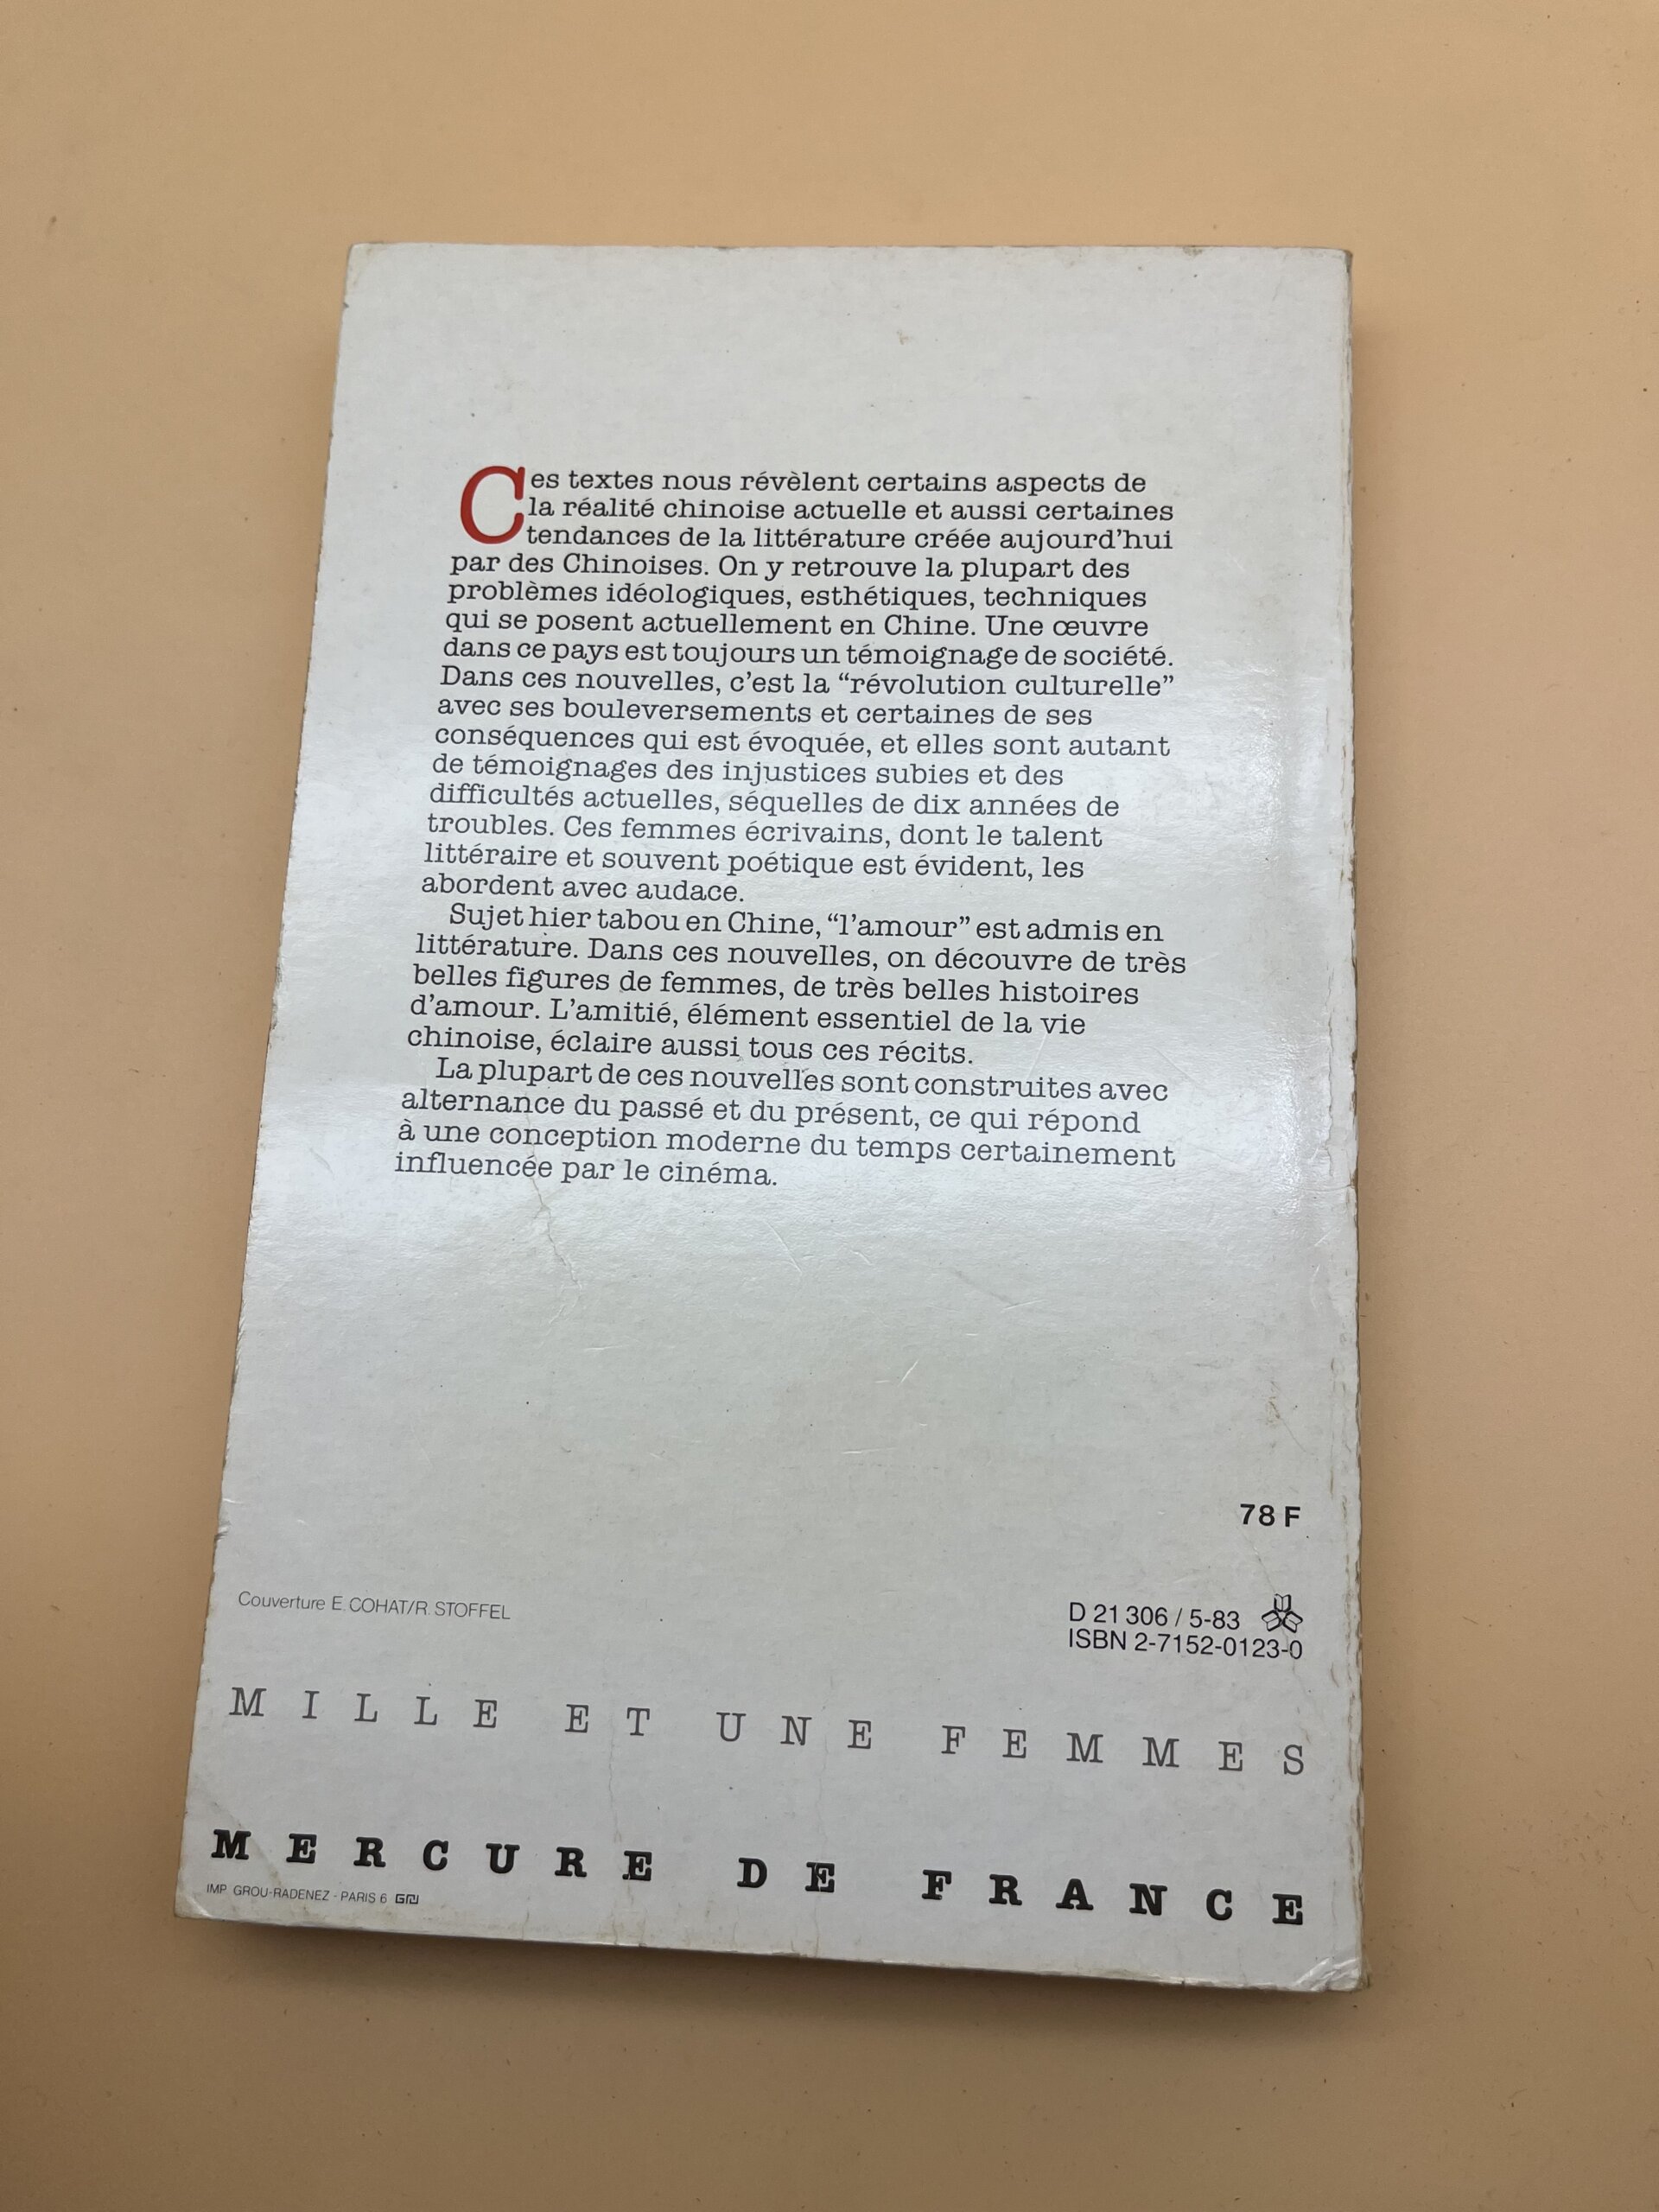 Ces textes nous révèlent certains aspects de
la réalité chinoise actuelle et aussi certaines
tendances de la littérature créée aujourd'hui
par des Chinoises. On y retrouve la plupart des
problèmes idéologiques, esthétiques, techniques
qui se posent actuellement en Chine. Une œuvre
dans ce pays est toujours un témoignage de société.
Dans ces nouvelles, c'est la “révolution culturelle”
avec ses bouleversements et certaines de ses
conséquences qui est évoquée, et elles sont autant
de témoignages des injustices subies et des
difficultés actuelles, séquelles de dix années de
troubles. Ces femmes écrivains, dont le talent
littéraire et souvent poétique est évident, les
abordent avec audace.
Sujet hier tabou en Chine, “l'amour” est admis en
littérature. Dans ces nouvelles, on découvre de très
belles figures de femmes, de très belles histoires
d'amour. L'amitié, élément essentiel de la vie
chinoise, éclaire aussi tous ces récits.
La plupart de ces nouvelles sont construites avec
alternance du passé et du présent, ce qui répond
à une conception moderne du temps certainement
influencée par le cinéma.
78 F
Couverture E. COHAT/R. STOFFEL
D 21 306 / 5-83
ISBN 2-7152-0123-0
MILLE ET UNE FEMMES
MERCURE DE FRANCE
IMP. GROU-RADENEZ - PARIS 6 GR